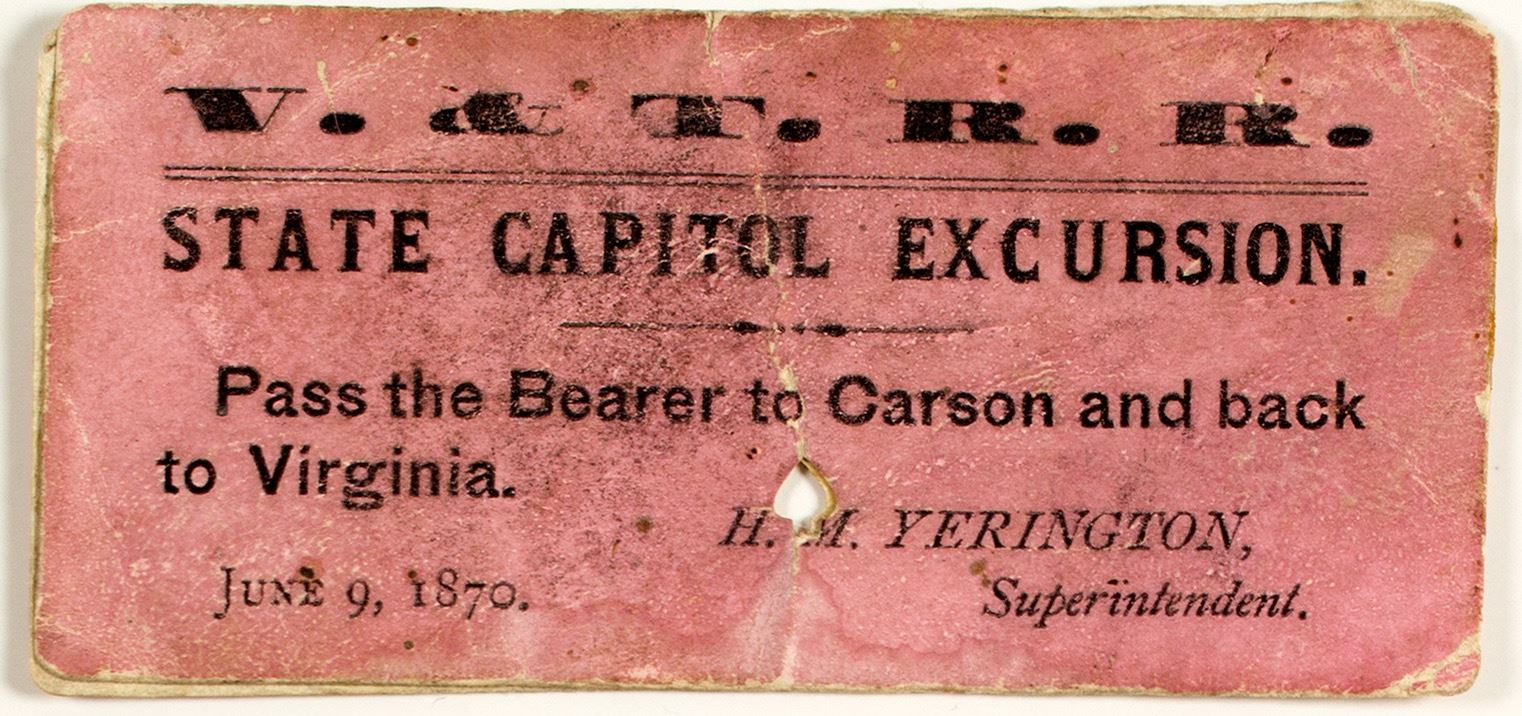 V. & T. R. R.
STATE CAPITOL EXCURSION.
Pass the Bearer to Carson and back
to Virginia.
H. M. YERINGTON,
Superintendent.
JUNE 9, 1870.